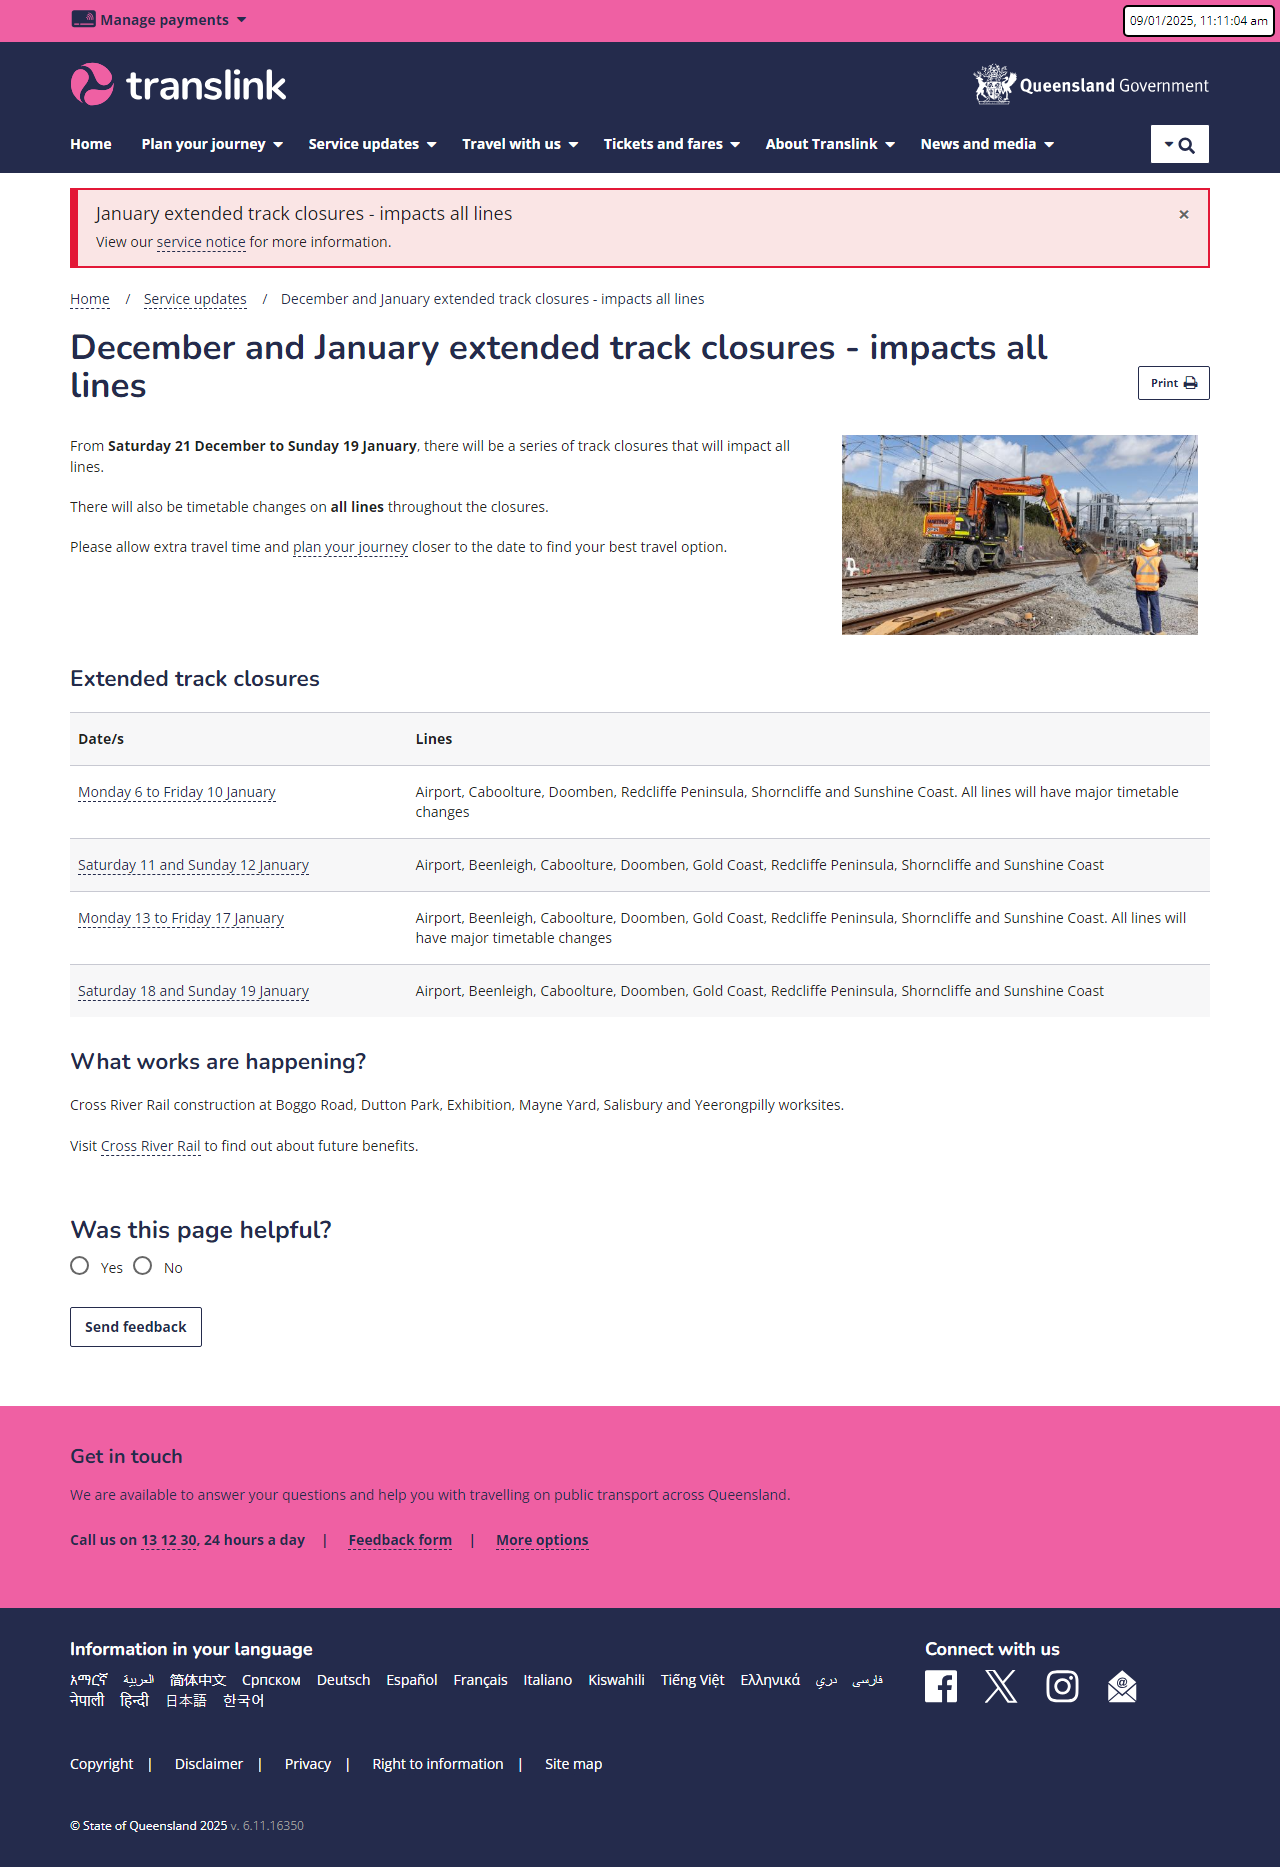 Manage payments
09/01/2025, 11:11:04 am
translink
Queensland Government
Home Plan your journey Service updates Travel with us Tickets and fares About Translink News and media
January extended track closures - impacts all lines ×
View our service notice for more information.
Home / Service updates / December and January extended track closures - impacts all lines
December and January extended track closures - impacts all
lines
Print
From Saturday 21 December to Sunday 19 January, there will be a series of track closures that will impact all
lines.
There will also be timetable changes on all lines throughout the closures.
Please allow extra travel time and plan your journey closer to the date to find your best travel option.
Extended track closures
Date/s Lines
Monday 6 to Friday 10 January Airport, Caboolture, Doomben, Redcliffe Peninsula, Shorncliffe and Sunshine Coast. All lines will have major timetable
changes
Saturday 11 and Sunday 12 January Airport, Beenleigh, Caboolture, Doomben, Gold Coast, Redcliffe Peninsula, Shorncliffe and Sunshine Coast
Monday 13 to Friday 17 January Airport, Beenleigh, Caboolture, Doomben, Gold Coast, Redcliffe Peninsula, Shorncliffe and Sunshine Coast. All lines will
have major timetable changes
Saturday 18 and Sunday 19 January Airport, Beenleigh, Caboolture, Doomben, Gold Coast, Redcliffe Peninsula, Shorncliffe and Sunshine Coast
What works are happening?
Cross River Rail construction at Boggo Road, Dutton Park, Exhibition, Mayne Yard, Salisbury and Yeerongpilly worksites.
Visit Cross River Rail to find out about future benefits.
Was this page helpful?
Yes No
Send feedback
Get in touch
We are available to answer your questions and help you with travelling on public transport across Queensland.
Call us on 13 12 30, 24 hours a day | Feedback form | More options
Information in your language
አማርኛ العربية 简体中文 Српском Deutsch Español Français Italiano Kiswahili Tiếng Việt Ελληνικά دري فارسی
नेपाली हिन्दी 日本語 한국어
Connect with us
Copyright | Disclaimer | Privacy | Right to information | Site map
© State of Queensland 2025 v. 6.11.16350